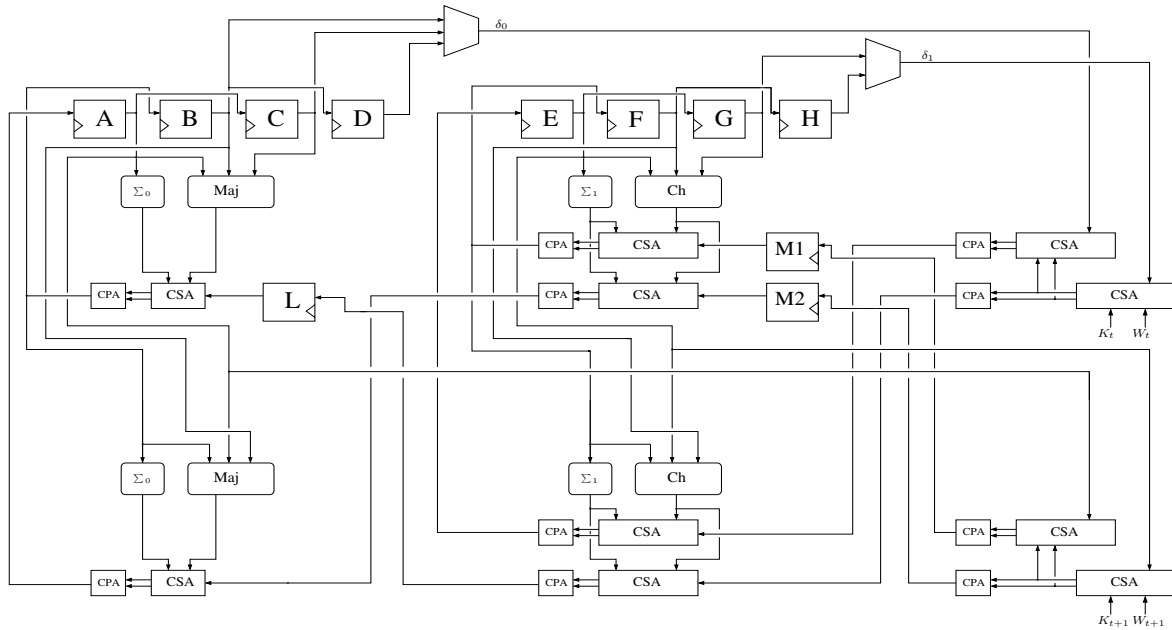 δ₀
δ₁
A B C D E F G H
Σ₀ Maj Σ₁ Ch
CPA CSA M1 CPA CSA
CPA CSA L CPA CSA M2 CPA CSA
Kₜ Wₜ
Σ₀ Maj Σ₁ Ch
CPA CSA CPA CSA
CPA CSA CPA CSA CPA CSA
Kₜ₊₁ Wₜ₊₁